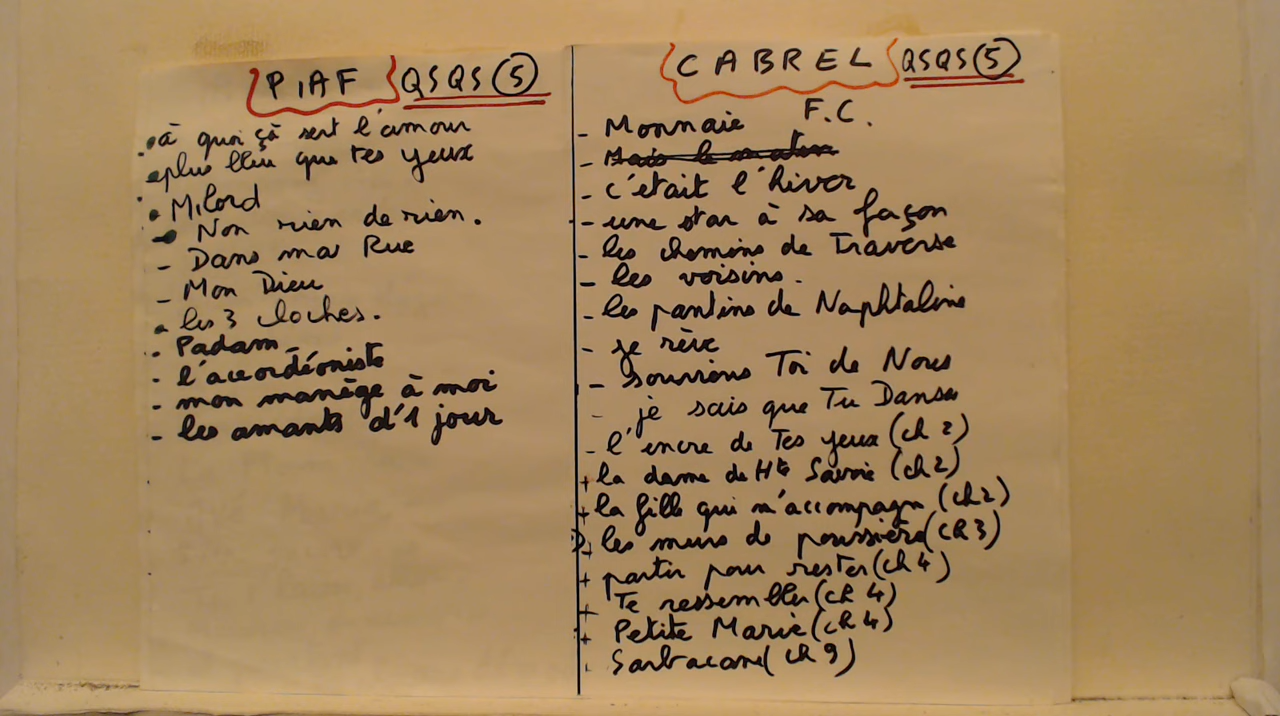 PIAF QSQS (5)
• à quoi çà sert l'amour
• plus bleu que tes yeux
• Milord
• Non rien de rien.
- Dans ma Rue
- Mon Dieu
• les 3 cloches.
- Padam
- l'accordéoniste
- mon manège à moi
- les amants d'1 jour
CABREL QSQS (5)
F.C.
- Monnaie
- Mais le matin
- c'était l'hiver
- une star à sa façon
- les chemins de Traverse
- les voisins.
- les pantins de Naphtaline
- je rêve
- sourions Toi de Nous
- je sais que Tu Danses
- l'encre de Tes yeux (ch 2)
+ la dame de Hte Savoie (ch 2)
+ la fille qui m'accompagne (ch 2)
+ les murs de poussière (ch 3)
+ partir pour rester (ch 4)
+ Te ressembler (ch 4)
+ Petite Marie (ch 4)
- Sarbacane (ch 9)